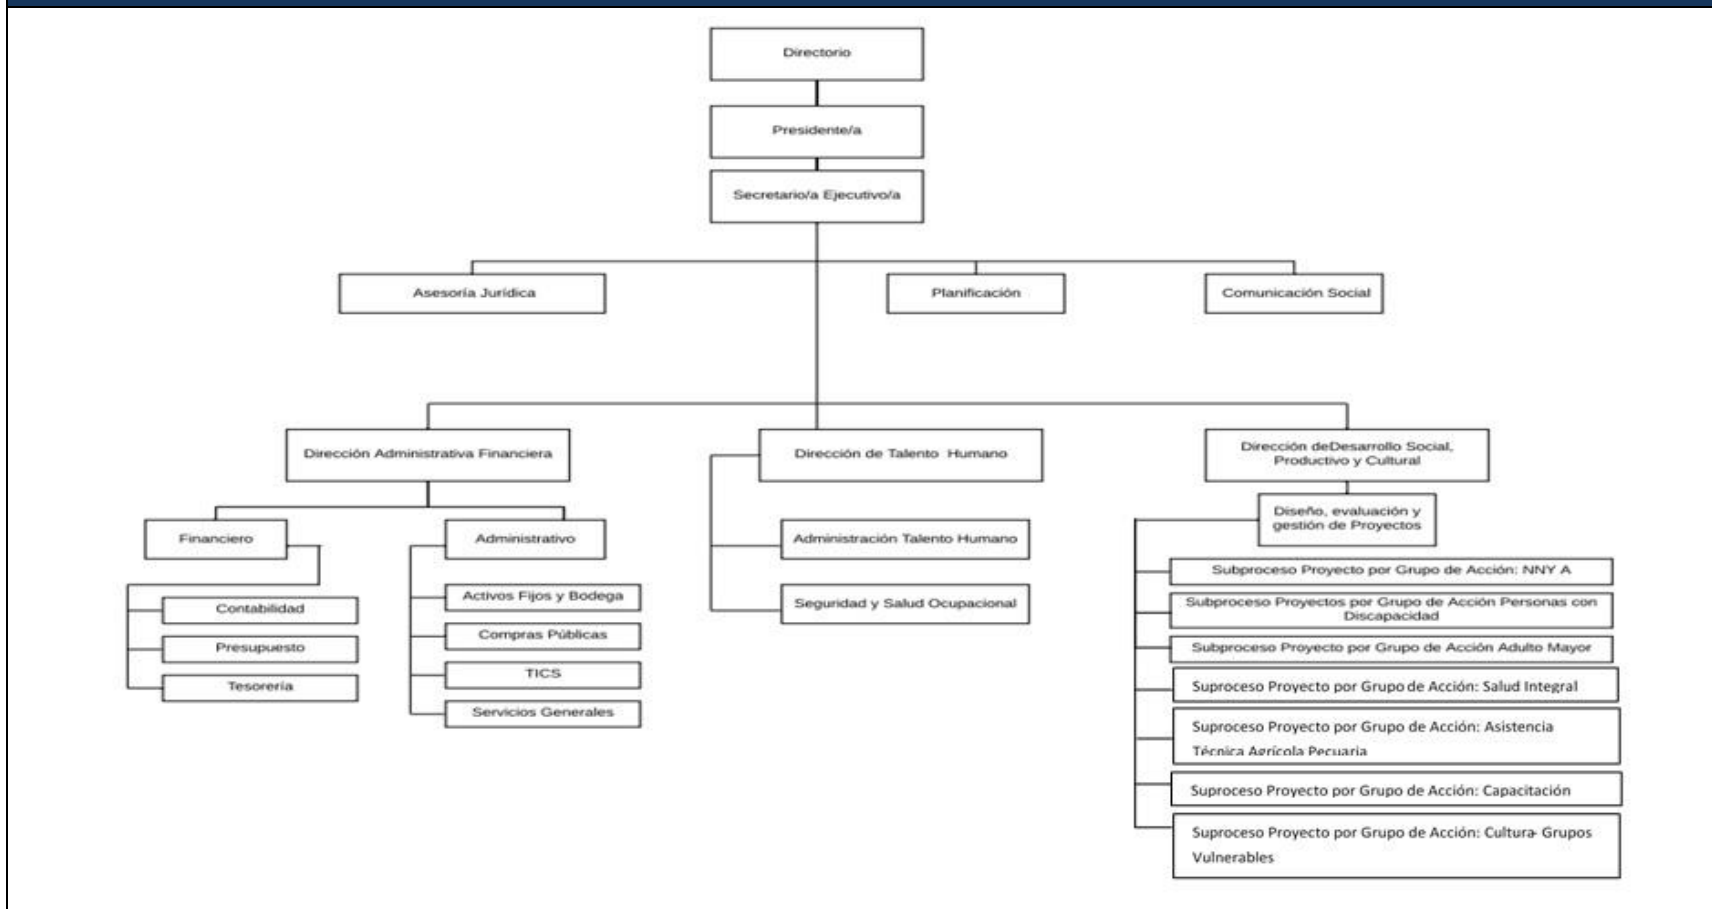 Directorio
Presidente/a
Secretario/a Ejecutivo/a
Asesoría Jurídica
Planificación
Comunicación Social
Dirección Administrativa Financiera
Dirección de Talento Humano
Dirección deDesarrollo Social,
Productivo y Cultural
Financiero
Administrativo
Contabilidad
Presupuesto
Tesorería
Activos Fijos y Bodega
Compras Públicas
TICS
Servicios Generales
Administración Talento Humano
Seguridad y Salud Ocupacional
Diseño, evaluación y
gestión de Proyectos
Subproceso Proyecto por Grupo de Acción: NNY A
Subproceso Proyectos por Grupo de Acción Personas con
Discapacidad
Subproceso Proyecto por Grupo de Acción Adulto Mayor
Suproceso Proyecto por Grupo de Acción: Salud Integral
Suproceso Proyecto por Grupo de Acción: Asistencia
Técnica Agrícola Pecuaria
Suproceso Proyecto por Grupo de Acción: Capacitación
Suproceso Proyecto por Grupo de Acción: Cultura- Grupos
Vulnerables